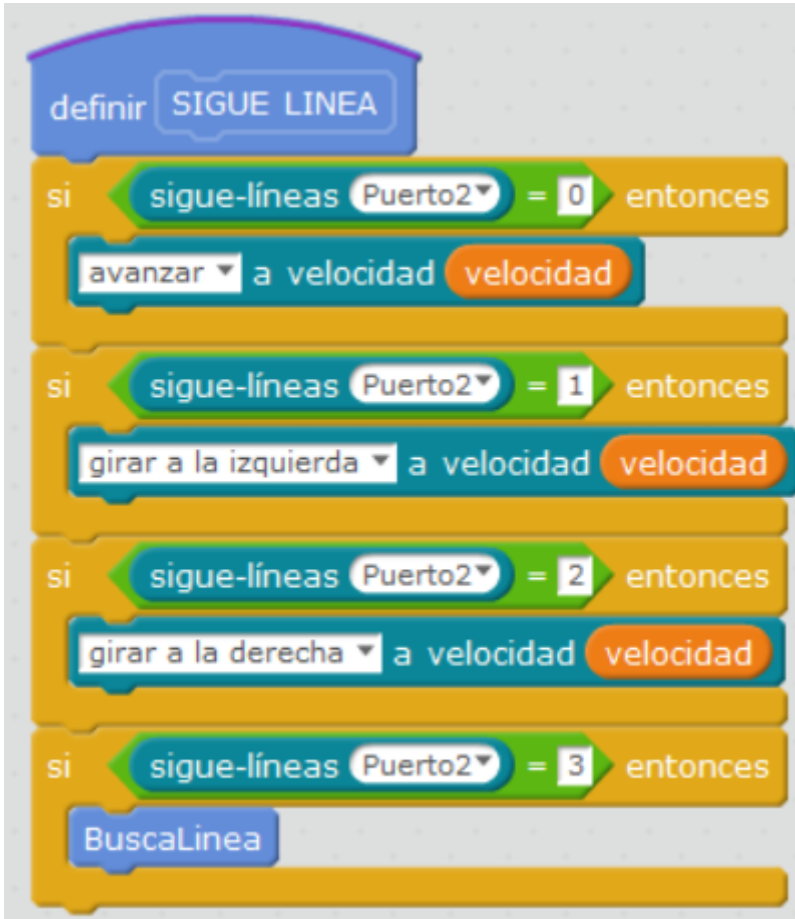 definir SIGUE LINEA
si sigue-líneas Puerto2 = 0 entonces
avanzar a velocidad velocidad
si sigue-líneas Puerto2 = 1 entonces
girar a la izquierda a velocidad velocidad
si sigue-líneas Puerto2 = 2 entonces
girar a la derecha a velocidad velocidad
si sigue-líneas Puerto2 = 3 entonces
BuscaLinea